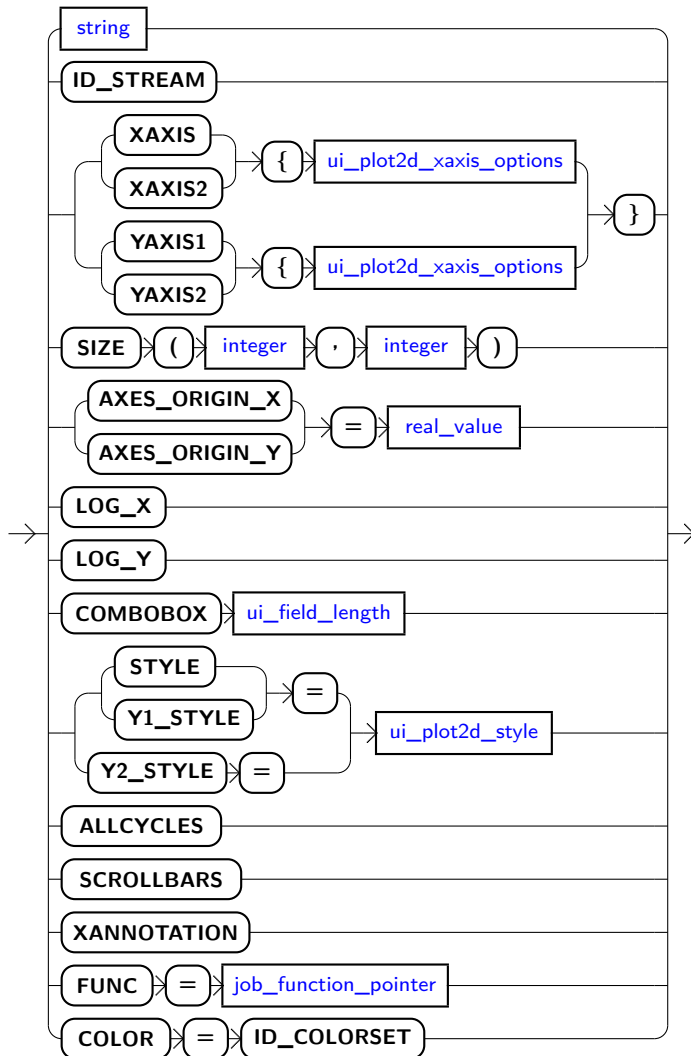 string
ID_STREAM
XAXIS
{ ui_plot2d_xaxis_options
XAXIS2
}
YAXIS1
{ ui_plot2d_xaxis_options
YAXIS2
SIZE ( integer , integer )
AXES_ORIGIN_X
= real_value
AXES_ORIGIN_Y
LOG_X
LOG_Y
COMBOBOX ui_field_length
STYLE
=
Y1_STYLE
ui_plot2d_style
Y2_STYLE =
ALLCYCLES
SCROLLBARS
XANNOTATION
FUNC = job_function_pointer
COLOR = ID_COLORSET